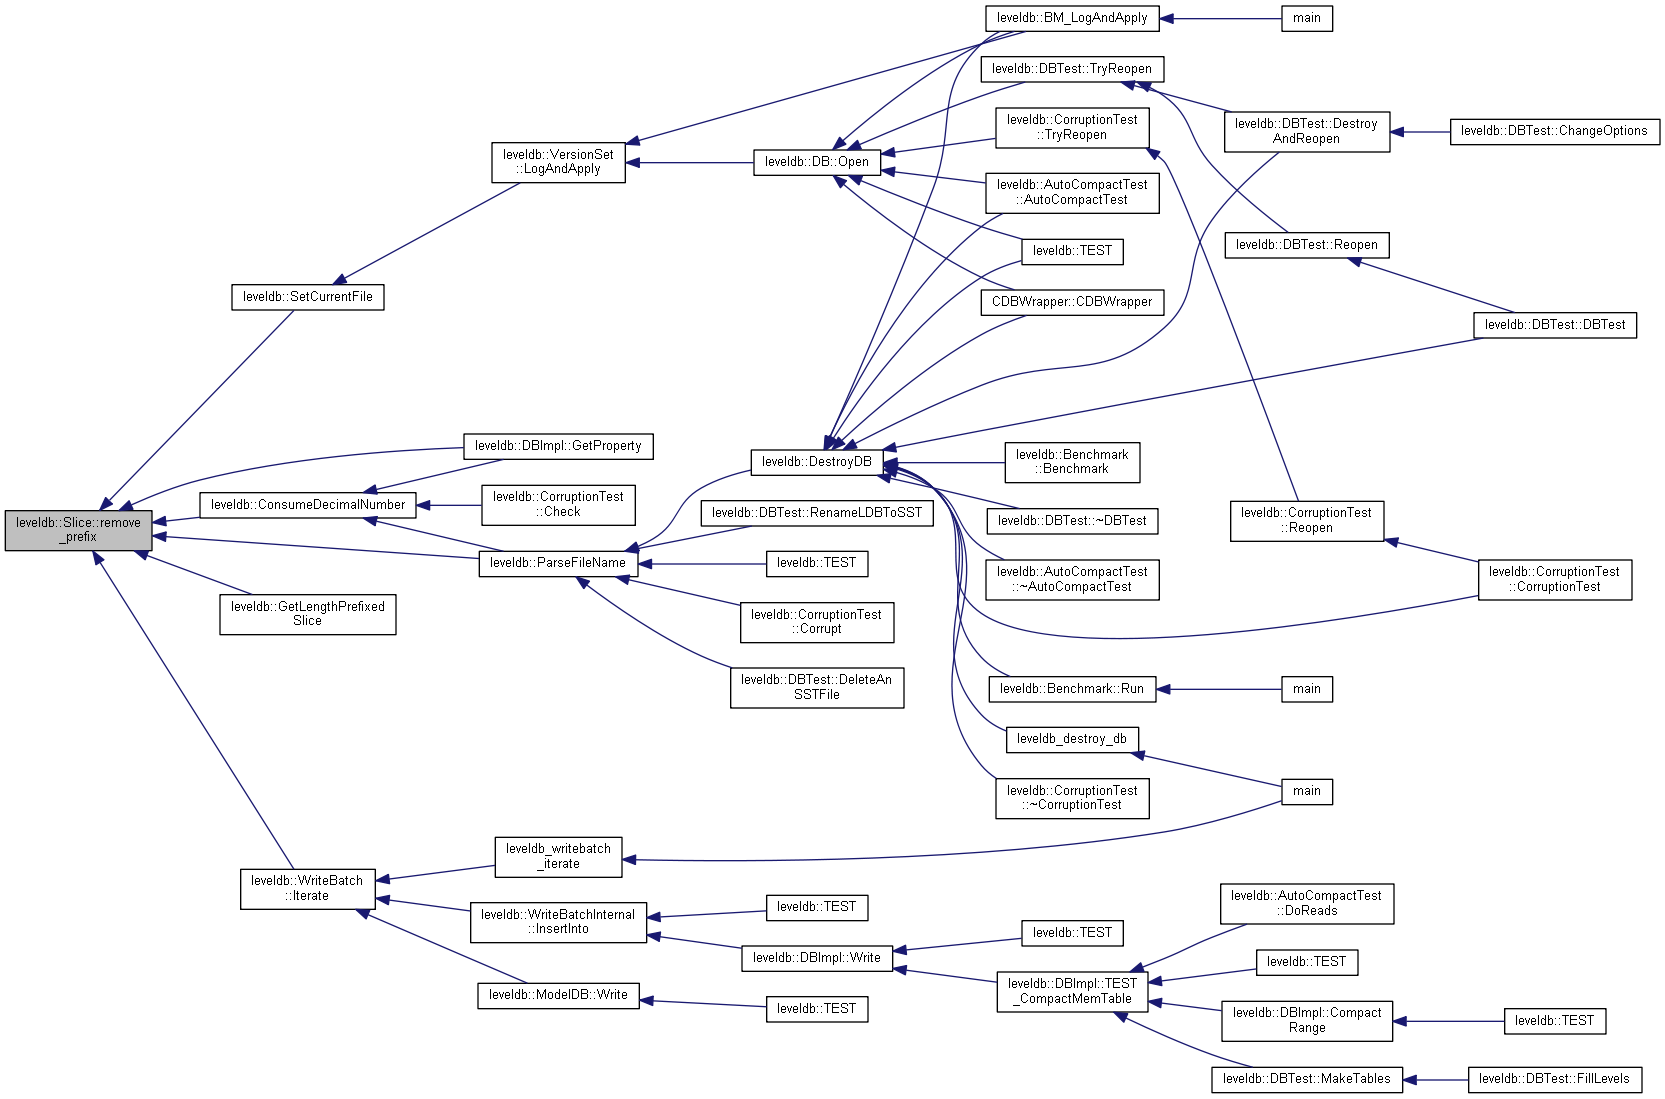 leveldb::BM_LogAndApply
main
leveldb::DBTest::TryReopen
leveldb::CorruptionTest
::TryReopen
leveldb::DBTest::Destroy
AndReopen
leveldb::DBTest::ChangeOptions
leveldb::VersionSet
::LogAndApply
leveldb::DB::Open
leveldb::AutoCompactTest
::AutoCompactTest
leveldb::TEST
leveldb::DBTest::Reopen
leveldb::SetCurrentFile
CDBWrapper::CDBWrapper
leveldb::DBTest::DBTest
leveldb::DBImpl::GetProperty
leveldb::DestroyDB
leveldb::Benchmark
::Benchmark
leveldb::ConsumeDecimalNumber
leveldb::CorruptionTest
::Check
leveldb::DBTest::RenameLDBToSST
leveldb::DBTest::~DBTest
leveldb::CorruptionTest
::Reopen
leveldb::Slice::remove
_prefix
leveldb::ParseFileName
leveldb::TEST
leveldb::AutoCompactTest
::~AutoCompactTest
leveldb::CorruptionTest
::CorruptionTest
leveldb::GetLengthPrefixed
Slice
leveldb::CorruptionTest
::Corrupt
leveldb::DBTest::DeleteAn
SSTFile
leveldb::Benchmark::Run
main
leveldb_destroy_db
leveldb::CorruptionTest
::~CorruptionTest
main
leveldb_writebatch
_iterate
leveldb::WriteBatch
::Iterate
leveldb::WriteBatchInternal
::InsertInto
leveldb::TEST
leveldb::AutoCompactTest
::DoReads
leveldb::TEST
leveldb::DBImpl::Write
leveldb::TEST
leveldb::ModelDB::Write
leveldb::TEST
leveldb::DBImpl::TEST
_CompactMemTable
leveldb::DBImpl::Compact
Range
leveldb::TEST
leveldb::DBTest::MakeTables
leveldb::DBTest::FillLevels